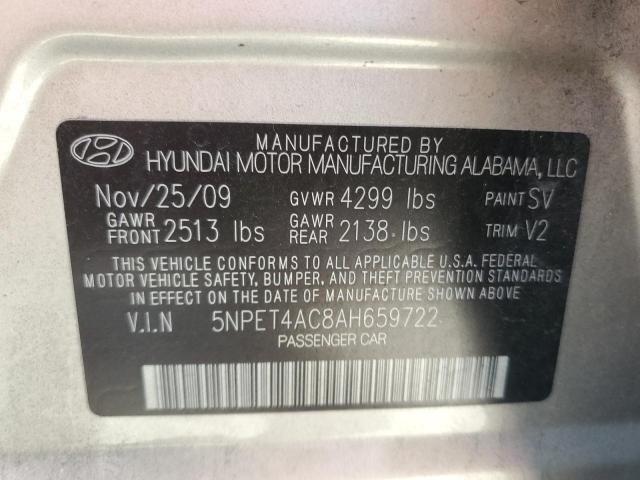 MANUFACTURED BY
HYUNDAI MOTOR MANUFACTURING ALABAMA, LLC
Nov/25/09 GVWR 4299 lbs PAINT SV
GAWR FRONT 2513 lbs GAWR REAR 2138 lbs TRIM V2
THIS VEHICLE CONFORMS TO ALL APPLICABLE U.S.A. FEDERAL
MOTOR VEHICLE SAFETY, BUMPER, AND THEFT PREVENTION STANDARDS
IN EFFECT ON THE DATE OF MANUFACTURE SHOWN ABOVE.
V.I.N 5NPET4AC8AH659722
PASSENGER CAR